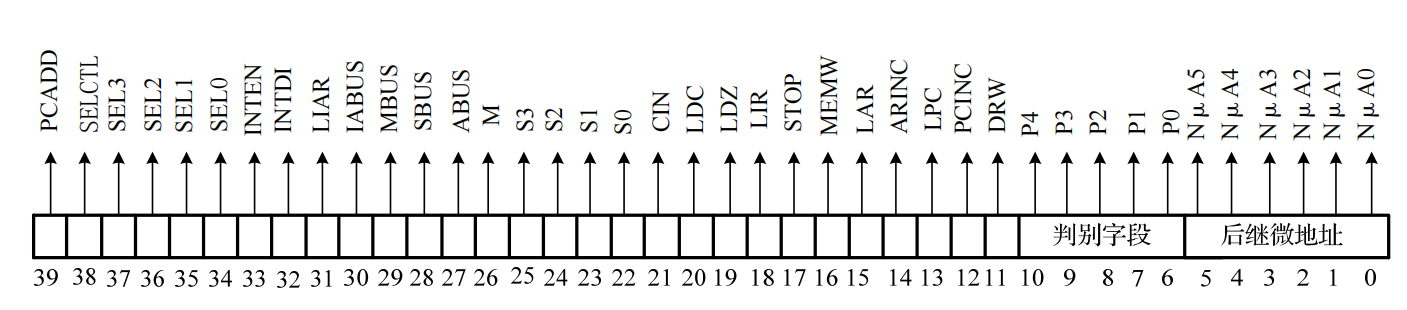 PCADD SELCTL SEL3 SEL2 SEL1 SEL0 INTEN INTDI LIAR IABUS MBUS SBUS ABUS M S3 S2 S1 S0 CIN LDC LDZ LIR STOP MEMW LAR ARINC LPC PCINC DRW P4 P3 P2 P1 P0 NμA5 NμA4 NμA3 NμA2 NμA1 NμA0
判别字段 后继微地址
39 38 37 36 35 34 33 32 31 30 29 28 27 26 25 24 23 22 21 20 19 18 17 16 15 14 13 12 11 10 9 8 7 6 5 4 3 2 1 0